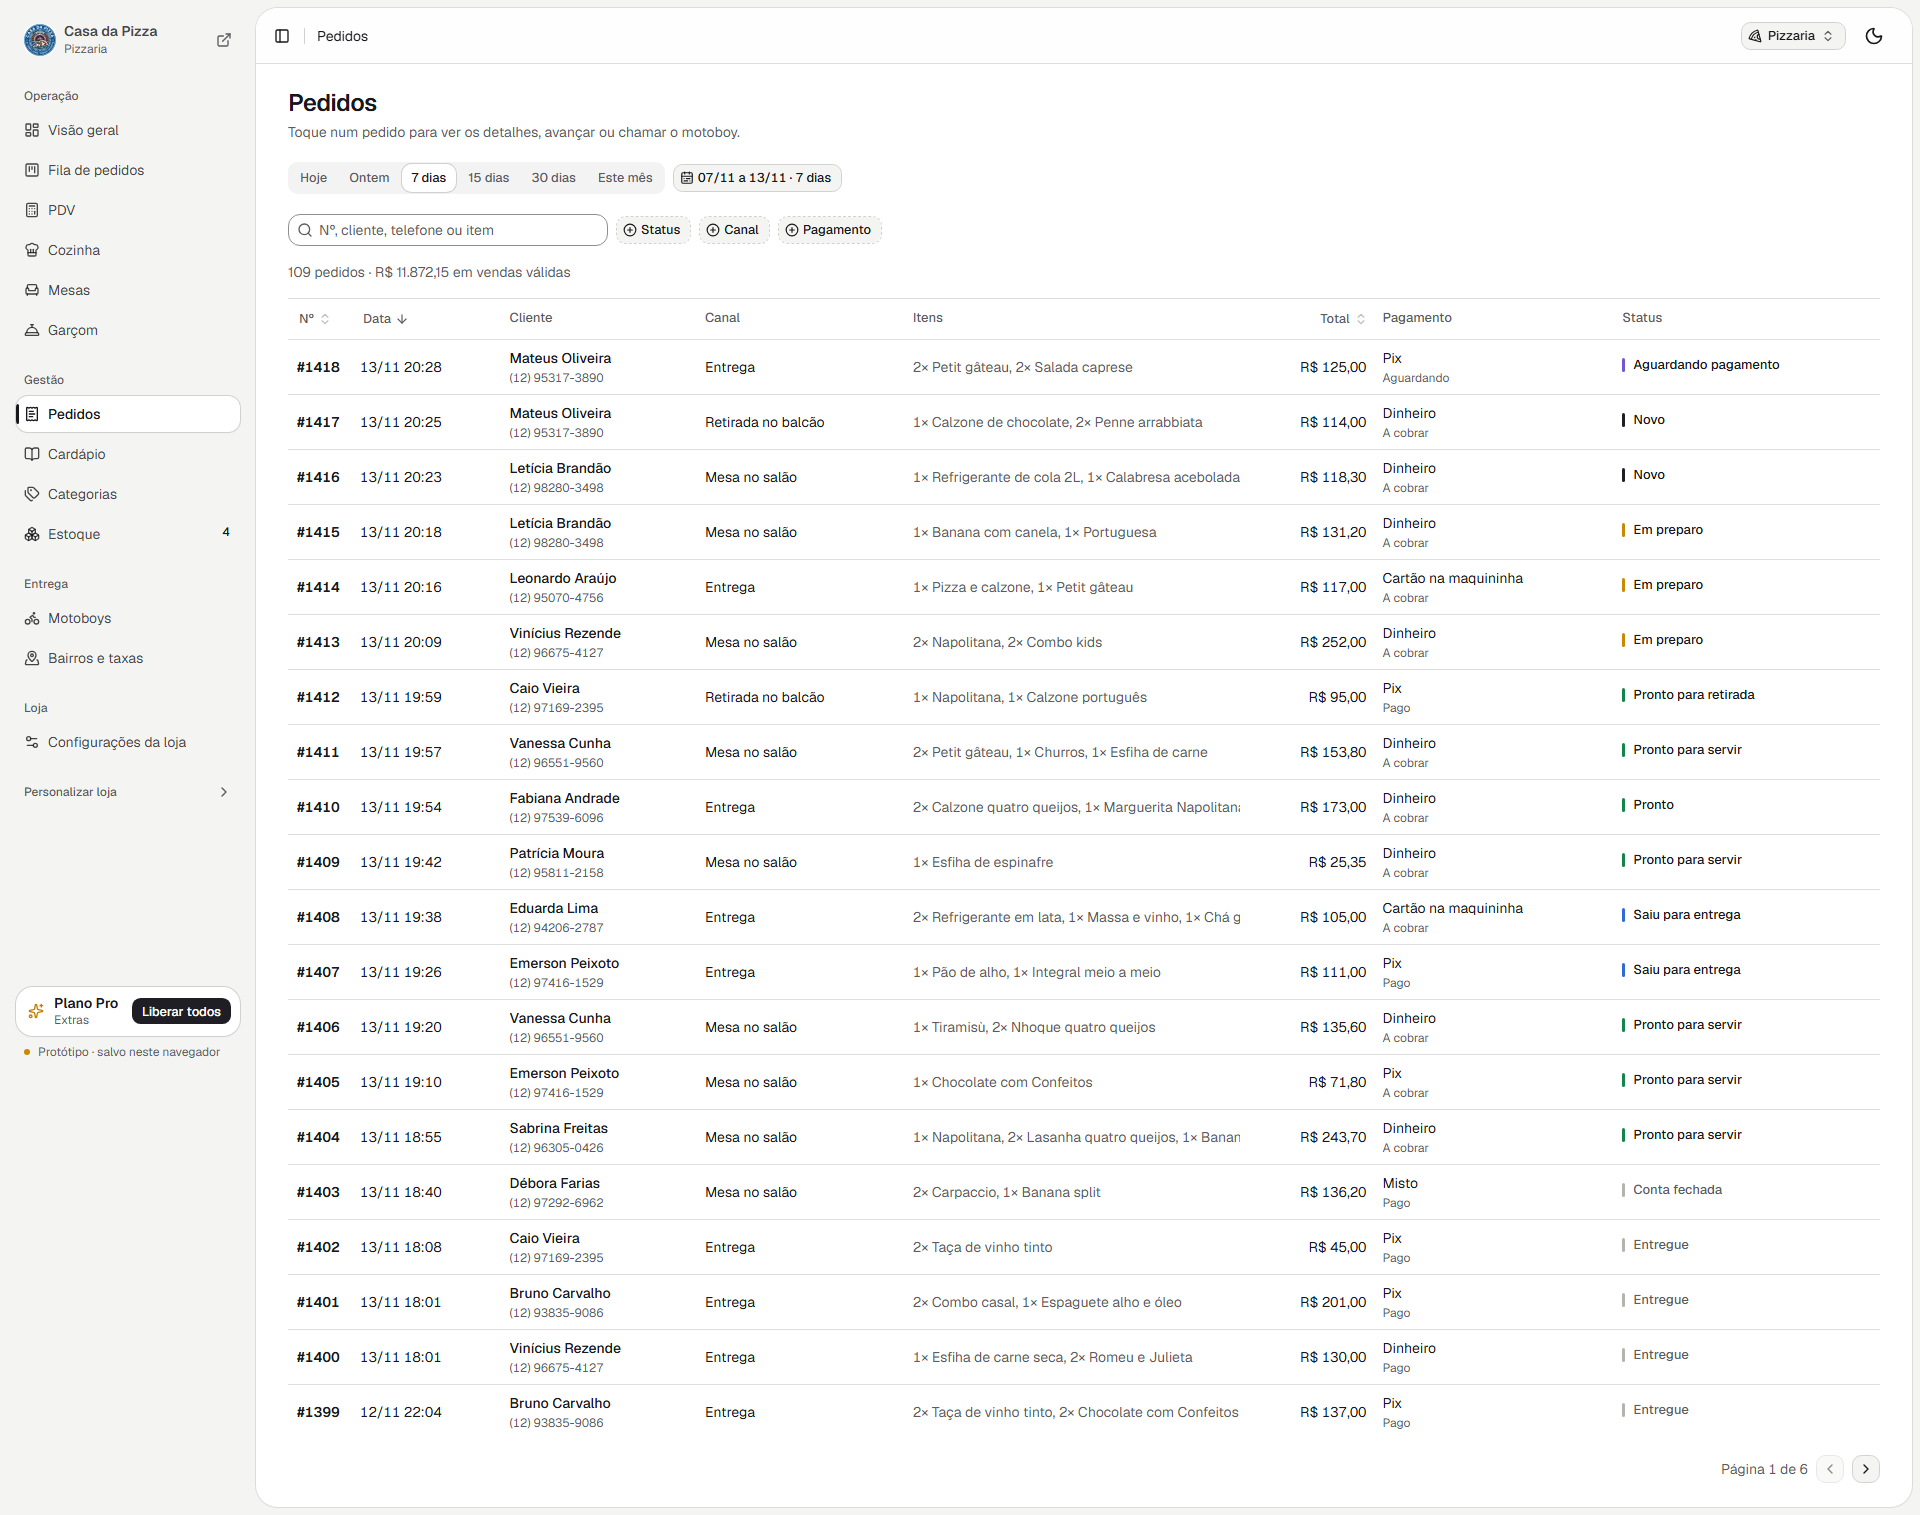 Casa da Pizza
Pizzaria
Operação
Visão geral
Fila de pedidos
PDV
Cozinha
Mesas
Garçom
Gestão
Pedidos
Cardápio
Categorias
Estoque 4
Entrega
Motoboys
Bairros e taxas
Loja
Configurações da loja
Personalizar loja
Plano Pro
Extras
Liberar todos
Protótipo · salvo neste navegador
Pedidos
Pizzaria
Pedidos
Toque num pedido para ver os detalhes, avançar ou chamar o motoboy.
Hoje Ontem 7 dias 15 dias 30 dias Este mês 07/11 a 13/11 · 7 dias
Nº, cliente, telefone ou item Status Canal Pagamento
109 pedidos · R$ 11.872,15 em vendas válidas
Nº Data Cliente Canal Itens Total Pagamento Status
#1418 13/11 20:28 Mateus Oliveira (12) 95317-3890 Entrega 2× Petit gâteau, 2× Salada caprese R$ 125,00 Pix Aguardando Aguardando pagamento
#1417 13/11 20:25 Mateus Oliveira (12) 95317-3890 Retirada no balcão 1× Calzone de chocolate, 2× Penne arrabbiata R$ 114,00 Dinheiro A cobrar Novo
#1416 13/11 20:23 Letícia Brandão (12) 98280-3498 Mesa no salão 1× Refrigerante de cola 2L, 1× Calabresa acebolada R$ 118,30 Dinheiro A cobrar Novo
#1415 13/11 20:18 Letícia Brandão (12) 98280-3498 Mesa no salão 1× Banana com canela, 1× Portuguesa R$ 131,20 Dinheiro A cobrar Em preparo
#1414 13/11 20:16 Leonardo Araújo (12) 95070-4756 Entrega 1× Pizza e calzone, 1× Petit gâteau R$ 117,00 Cartão na maquininha A cobrar Em preparo
#1413 13/11 20:09 Vinícius Rezende (12) 96675-4127 Mesa no salão 2× Napolitana, 2× Combo kids R$ 252,00 Dinheiro A cobrar Em preparo
#1412 13/11 19:59 Caio Vieira (12) 97169-2395 Retirada no balcão 1× Napolitana, 1× Calzone português R$ 95,00 Pix Pago Pronto para retirada
#1411 13/11 19:57 Vanessa Cunha (12) 96551-9560 Mesa no salão 2× Petit gâteau, 1× Churros, 1× Esfiha de carne R$ 153,80 Dinheiro A cobrar Pronto para servir
#1410 13/11 19:54 Fabiana Andrade (12) 97539-6096 Entrega 2× Calzone quatro queijos, 1× Marguerita Napolitana R$ 173,00 Dinheiro A cobrar Pronto
#1409 13/11 19:42 Patrícia Moura (12) 95811-2158 Mesa no salão 1× Esfiha de espinafre R$ 25,35 Dinheiro A cobrar Pronto para servir
#1408 13/11 19:38 Eduarda Lima (12) 94206-2787 Entrega 2× Refrigerante em lata, 1× Massa e vinho, 1× Chá g R$ 105,00 Cartão na maquininha A cobrar Saiu para entrega
#1407 13/11 19:26 Emerson Peixoto (12) 97416-1529 Entrega 1× Pão de alho, 1× Integral meio a meio R$ 111,00 Pix Pago Saiu para entrega
#1406 13/11 19:20 Vanessa Cunha (12) 96551-9560 Mesa no salão 1× Tiramisù, 2× Nhoque quatro queijos R$ 135,60 Dinheiro A cobrar Pronto para servir
#1405 13/11 19:10 Emerson Peixoto (12) 97416-1529 Mesa no salão 1× Chocolate com Confeitos R$ 71,80 Pix A cobrar Pronto para servir
#1404 13/11 18:55 Sabrina Freitas (12) 96305-0426 Mesa no salão 1× Napolitana, 2× Lasanha quatro queijos, 1× Banan R$ 243,70 Dinheiro A cobrar Pronto para servir
#1403 13/11 18:40 Débora Farias (12) 97292-6962 Mesa no salão 2× Carpaccio, 1× Banana split R$ 136,20 Misto Pago Conta fechada
#1402 13/11 18:08 Caio Vieira (12) 97169-2395 Entrega 2× Taça de vinho tinto R$ 45,00 Pix Pago Entregue
#1401 13/11 18:01 Bruno Carvalho (12) 93835-9086 Entrega 2× Combo casal, 1× Espaguete alho e óleo R$ 201,00 Pix Pago Entregue
#1400 13/11 18:01 Vinícius Rezende (12) 96675-4127 Entrega 1× Esfiha de carne seca, 2× Romeu e Julieta R$ 130,00 Dinheiro Pago Entregue
#1399 12/11 22:04 Bruno Carvalho (12) 93835-9086 Entrega 2× Taça de vinho tinto, 2× Chocolate com Confeitos R$ 137,00 Pix Pago Entregue
Página 1 de 6